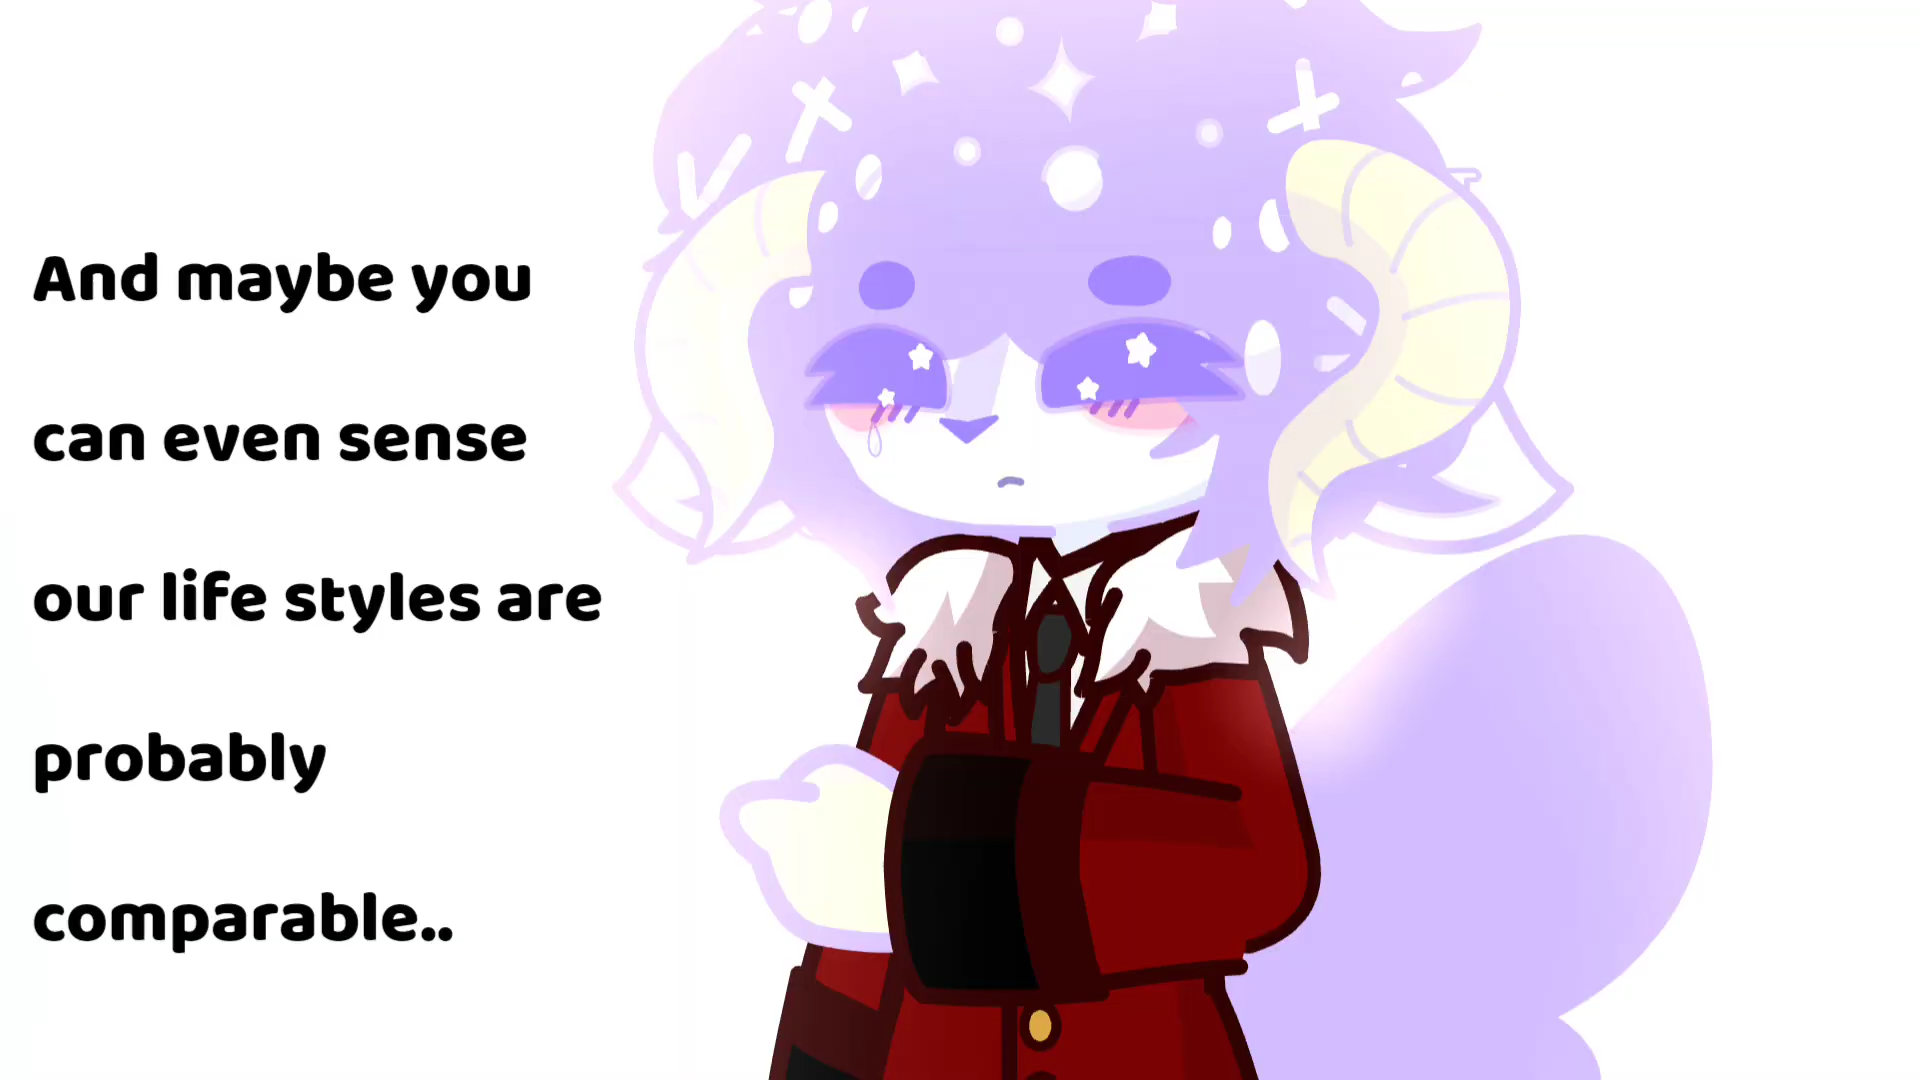 And maybe you
can even sense
our life styles are
probably
comparable..